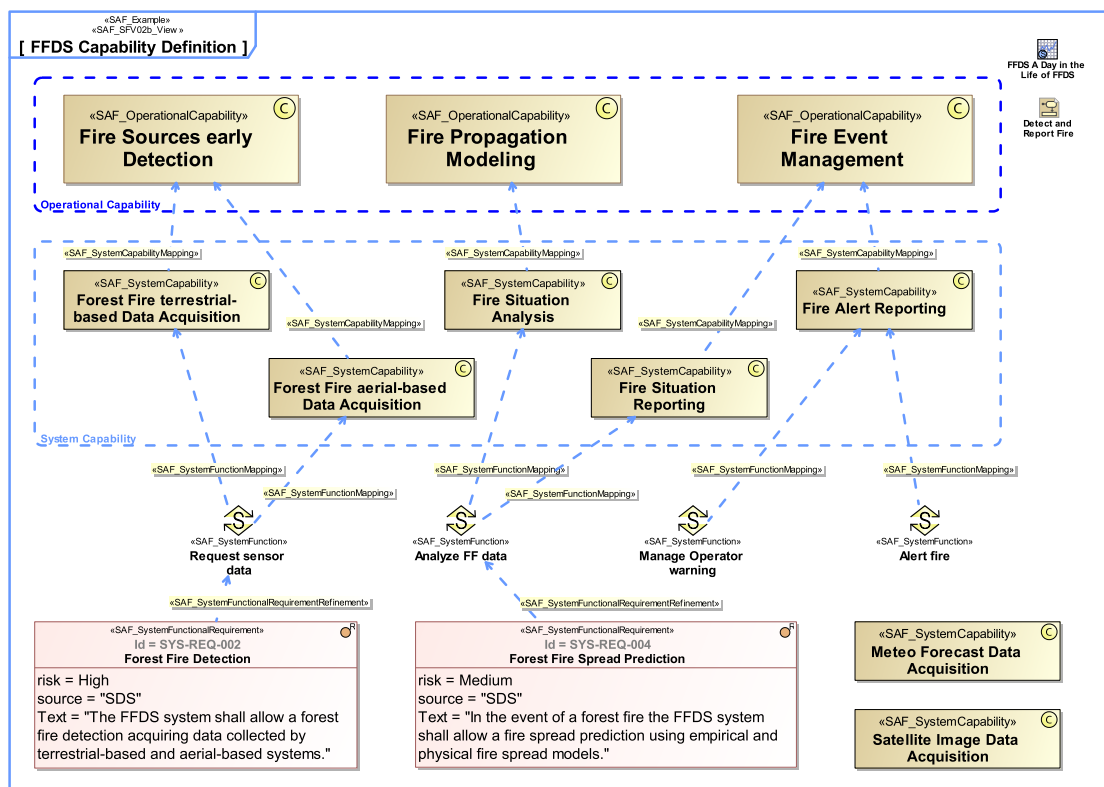 «SAF_Example»
«SAF_SFV02b_View »
[ FFDS Capability Definition ]
FFDS A Day in the
Life of FFDS
Detect and
Report Fire
«SAF_OperationalCapability»
Fire Sources early
Detection
C
«SAF_OperationalCapability»
Fire Propagation
Modeling
C
«SAF_OperationalCapability»
Fire Event
Management
C
Operational Capability
«SAF_SystemCapabilityMapping»
«SAF_SystemCapabilityMapping»
«SAF_SystemCapabilityMapping»
«SAF_SystemCapability»
Forest Fire terrestrial-
based Data Acquisition
C
«SAF_SystemCapability»
Fire Situation
Analysis
C
«SAF_SystemCapability»
Fire Alert Reporting
C
«SAF_SystemCapabilityMapping»
«SAF_SystemCapabilityMapping»
«SAF_SystemCapability»
Forest Fire aerial-based
Data Acquisition
C
«SAF_SystemCapability»
Fire Situation
Reporting
C
System Capability
«SAF_SystemFunctionMapping»
«SAF_SystemFunctionMapping»
«SAF_SystemFunctionMapping»
«SAF_SystemFunctionMapping»
«SAF_SystemFunctionMapping»
«SAF_SystemFunctionMapping»
S
«SAF_SystemFunction»
Request sensor
data
S
«SAF_SystemFunction»
Analyze FF data
S
«SAF_SystemFunction»
Manage Operator
warning
S
«SAF_SystemFunction»
Alert fire
«SAF_SystemFunctionalRequirementRefinement»
«SAF_SystemFunctionalRequirementRefinement»
«SAF_SystemFunctionalRequirement»
R
Id = SYS-REQ-002
Forest Fire Detection
risk = High
source = "SDS"
Text = "The FFDS system shall allow a forest
fire detection acquiring data collected by
terrestrial-based and aerial-based systems."
«SAF_SystemFunctionalRequirement»
R
Id = SYS-REQ-004
Forest Fire Spread Prediction
risk = Medium
source = "SDS"
Text = "In the event of a forest fire the FFDS system
shall allow a fire spread prediction using empirical and
physical fire spread models."
«SAF_SystemCapability»
Meteo Forecast Data
Acquisition
C
«SAF_SystemCapability»
Satellite Image Data
Acquisition
C